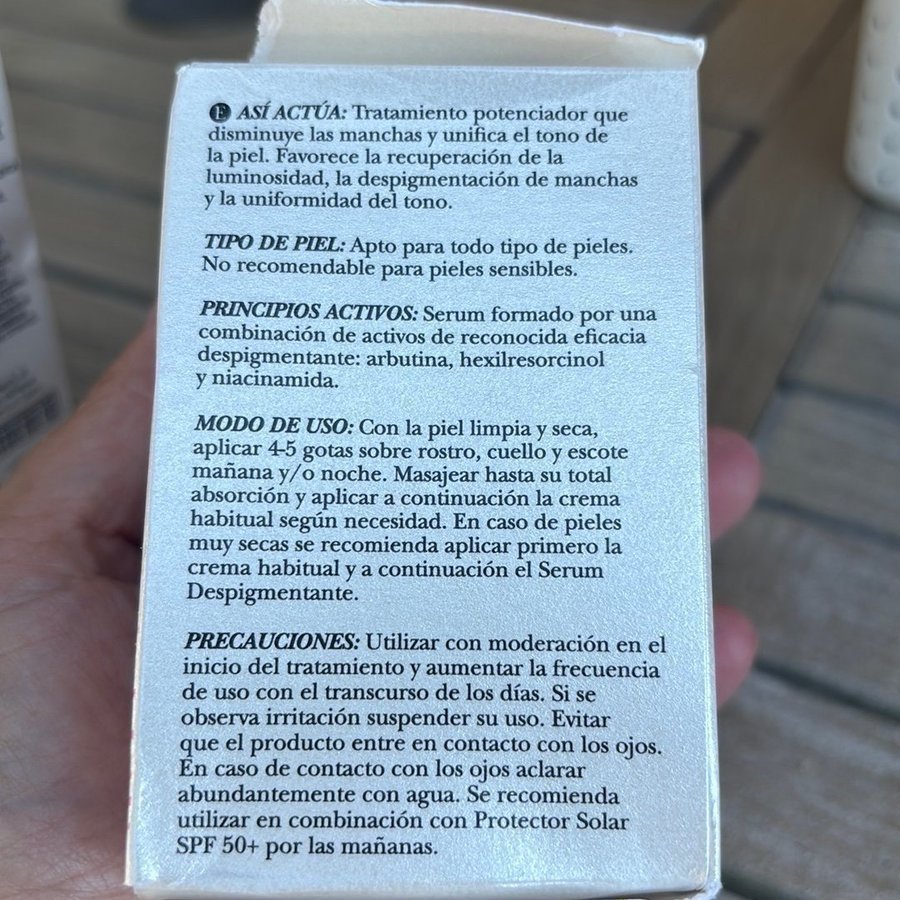 E ASÍ ACTÚA: Tratamiento potenciador que
disminuye las manchas y unifica el tono de
la piel. Favorece la recuperación de la
luminosidad, la despigmentación de manchas
y la uniformidad del tono.
TIPO DE PIEL: Apto para todo tipo de pieles.
No recomendable para pieles sensibles.
PRINCIPIOS ACTIVOS: Serum formado por una
combinación de activos de reconocida eficacia
despigmentante: arbutina, hexilresorcinol
y niacinamida.
MODO DE USO: Con la piel limpia y seca,
aplicar 4-5 gotas sobre rostro, cuello y escote
mañana y/o noche. Masajear hasta su total
absorción y aplicar a continuación la crema
habitual según necesidad. En caso de pieles
muy secas se recomienda aplicar primero la
crema habitual y a continuación el Serum
Despigmentante.
PRECAUCIONES: Utilizar con moderación en el
inicio del tratamiento y aumentar la frecuencia
de uso con el transcurso de los días. Si se
observa irritación suspender su uso. Evitar
que el producto entre en contacto con los ojos.
En caso de contacto con los ojos aclarar
abundantemente con agua. Se recomienda
utilizar en combinación con Protector Solar
SPF 50+ por las mañanas.